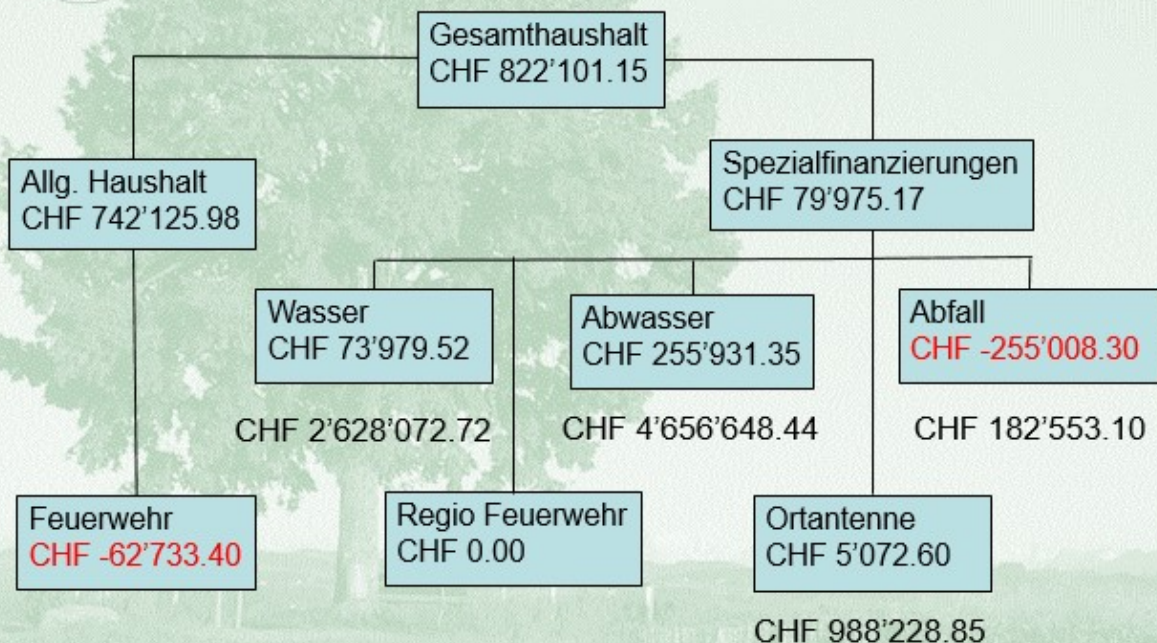 Gesamthaushalt
CHF 822’101.15
Allg. Haushalt
CHF 742’125.98
Spezialfinanzierungen
CHF 79’975.17
Wasser
CHF 73’979.52
Abwasser
CHF 255’931.35
Abfall
CHF -255’008.30
CHF 2’628’072.72
CHF 4’656’648.44
CHF 182’553.10
Feuerwehr
CHF -62’733.40
Regio Feuerwehr
CHF 0.00
Ortantenne
CHF 5’072.60
CHF 988’228.85